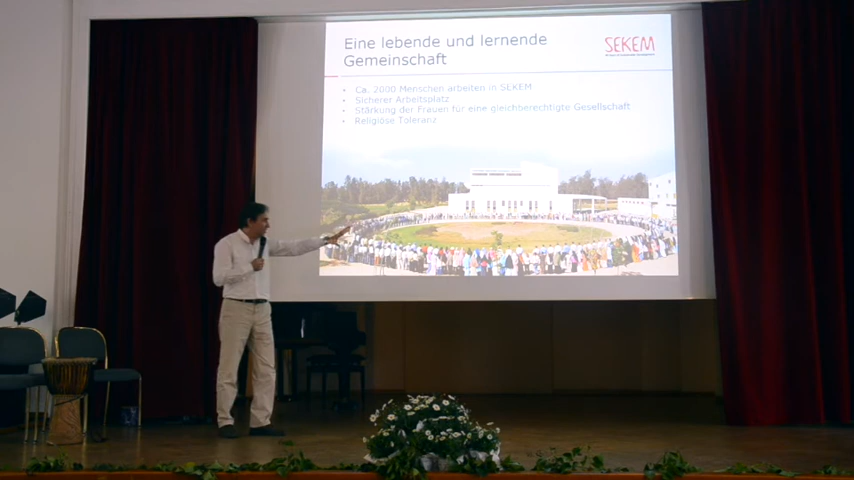 Eine lebende und lernende
Gemeinschaft
SEKEM
• Ca. 2000 Menschen arbeiten in SEKEM
• Sicherer Arbeitsplatz
• Stärkung der Frauen für eine gleichberechtigte Gesellschaft
• Religiöse Toleranz